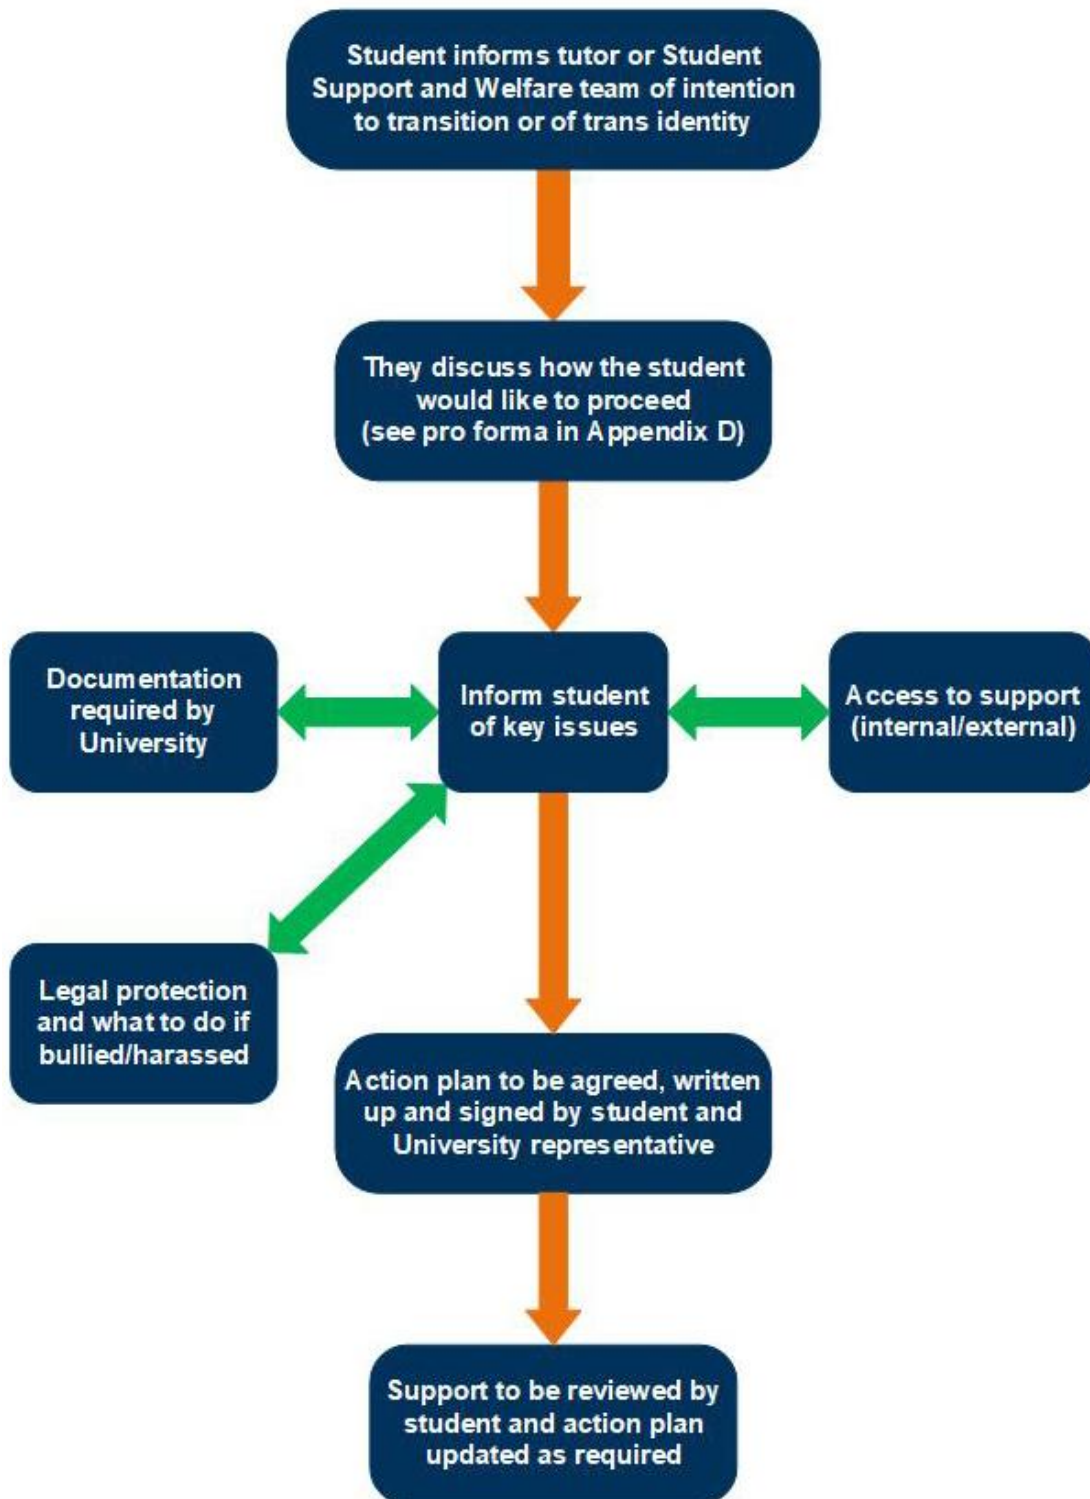 Student informs tutor or Student
Support and Welfare team of intention
to transition or of trans identity
They discuss how the student
would like to proceed
(see pro forma in Appendix D)
Documentation
required by
University
Inform student
of key issues
Access to support
(internal/external)
Legal protection
and what to do if
bullied/harassed
Action plan to be agreed, written
up and signed by student and
University representative
Support to be reviewed by
student and action plan
updated as required